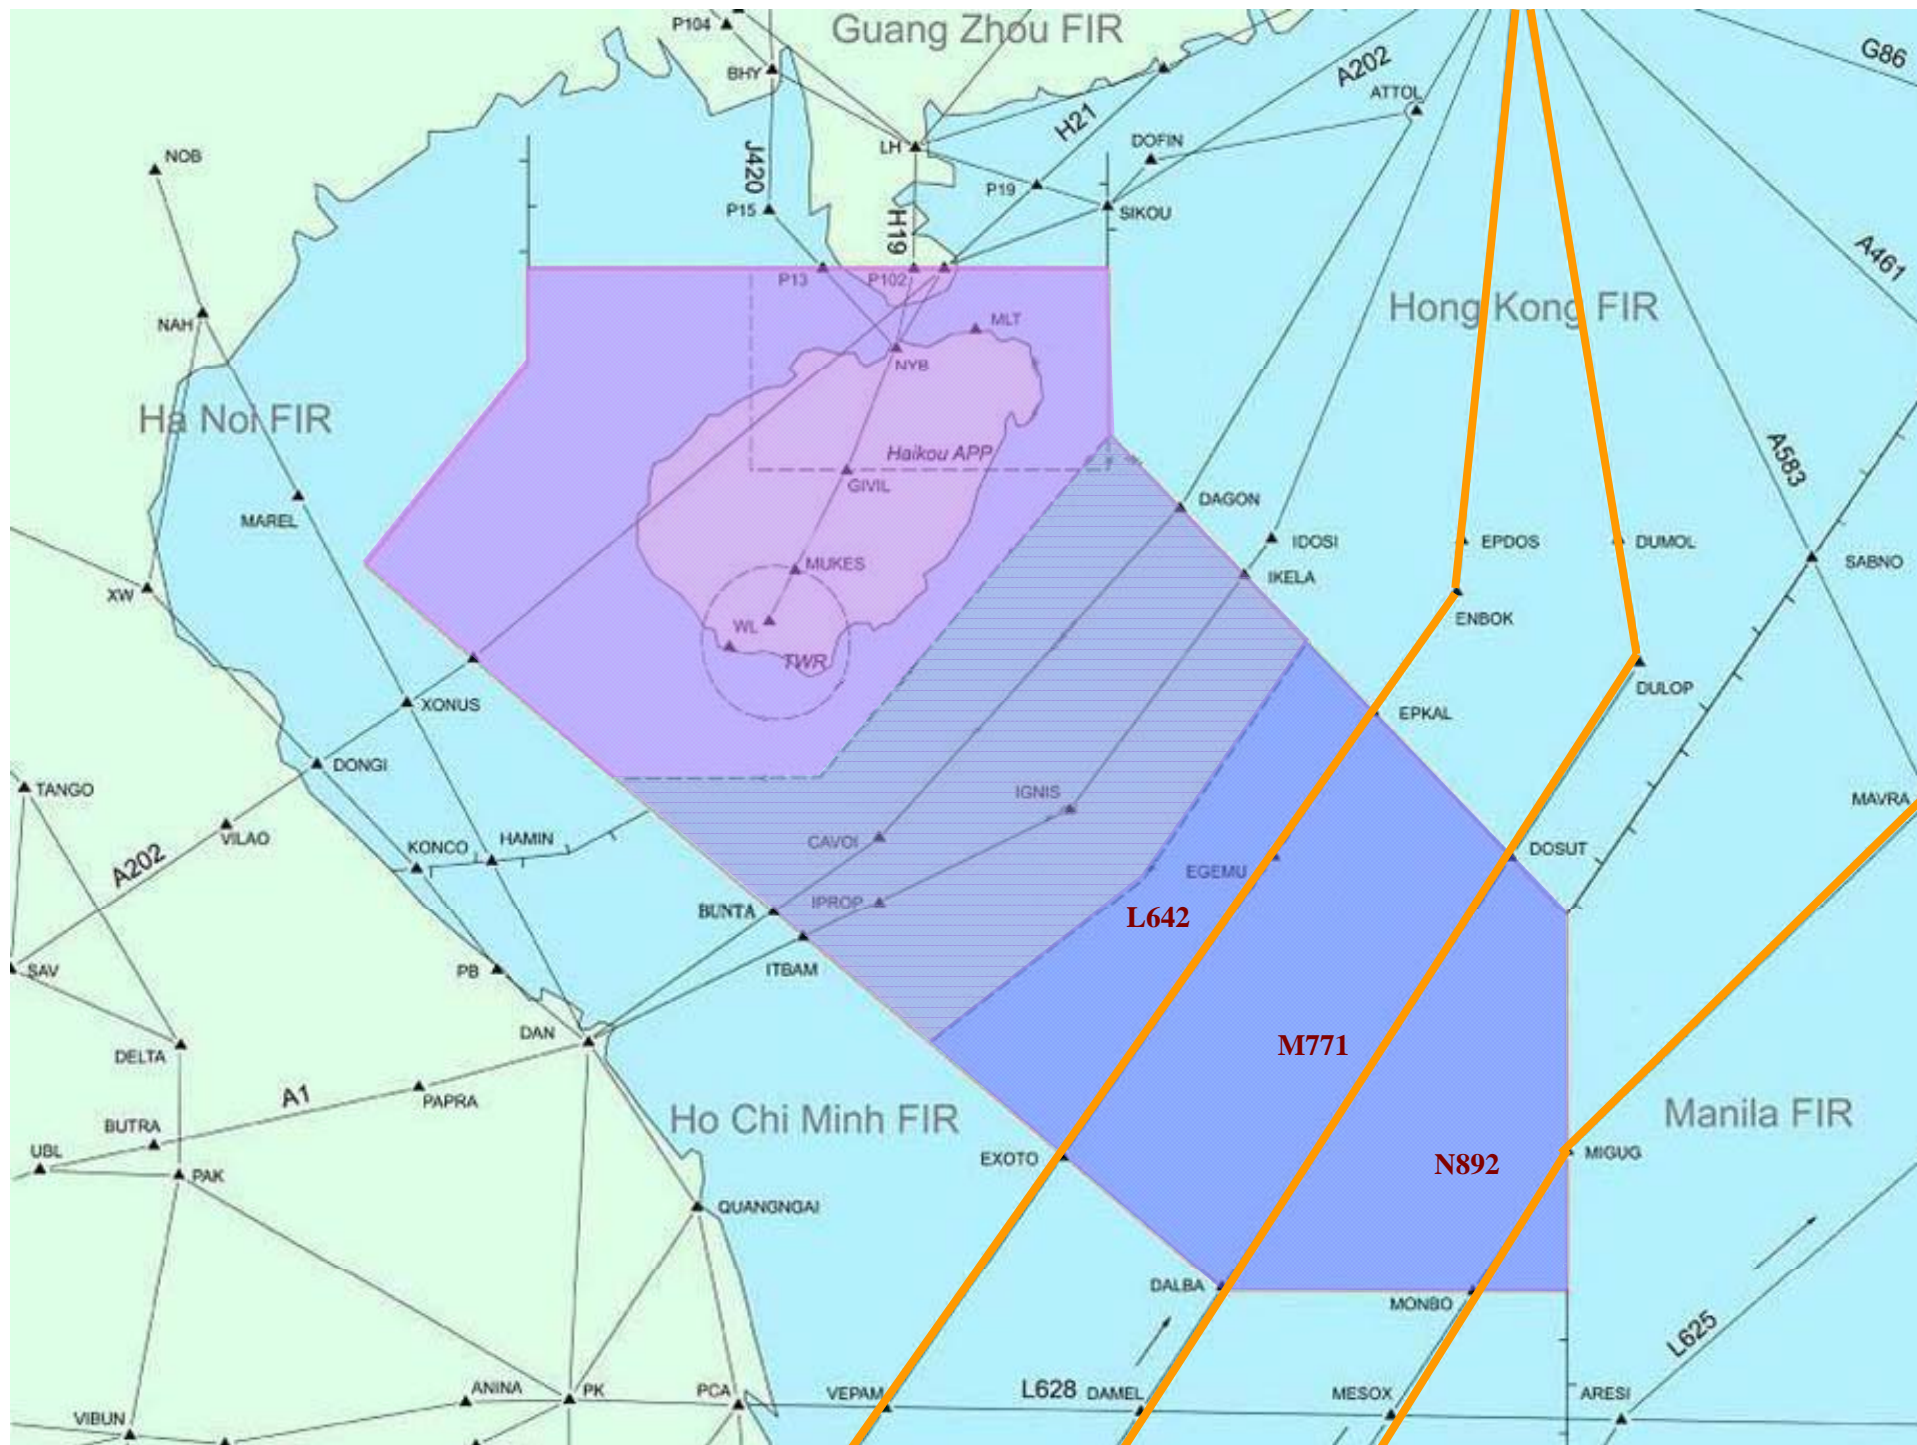 P104
Guang Zhou FIR
BHY
A202
G86
ATTOL
H21
DOFIN
NOB
LH
J420
P19
P15
SIKOU
H19
A461
P13
P102
Hong Kong FIR
NAH
MLT
NYB
Ha Noi FIR
Haikou APP
A583
GIVIL
DAGON
MAREL
IDOSI
EPDOS
DUMOL
SABNO
MUKES
IKELA
XW
ENBOK
WL
TWR
DULOP
XONUS
EPKAL
DONGI
TANGO
IGNIS
MAVRA
VILAO
HAMIN
KONCO
CAVOI
DOSUT
A202
EGEMU
BUNTA
IPROP
L642
SAV
PB
ITBAM
DAN
M771
DELTA
A1
PAPRA
Ho Chi Minh FIR
Manila FIR
BUTRA
UBL
EXOTO
N892
MIGUG
PAK
QUANGNGAI
DALBA
MONBO
L625
ANINA
PK
PCA
VEPAM
L628
DAMEL
MESOX
ARESI
VIBUN